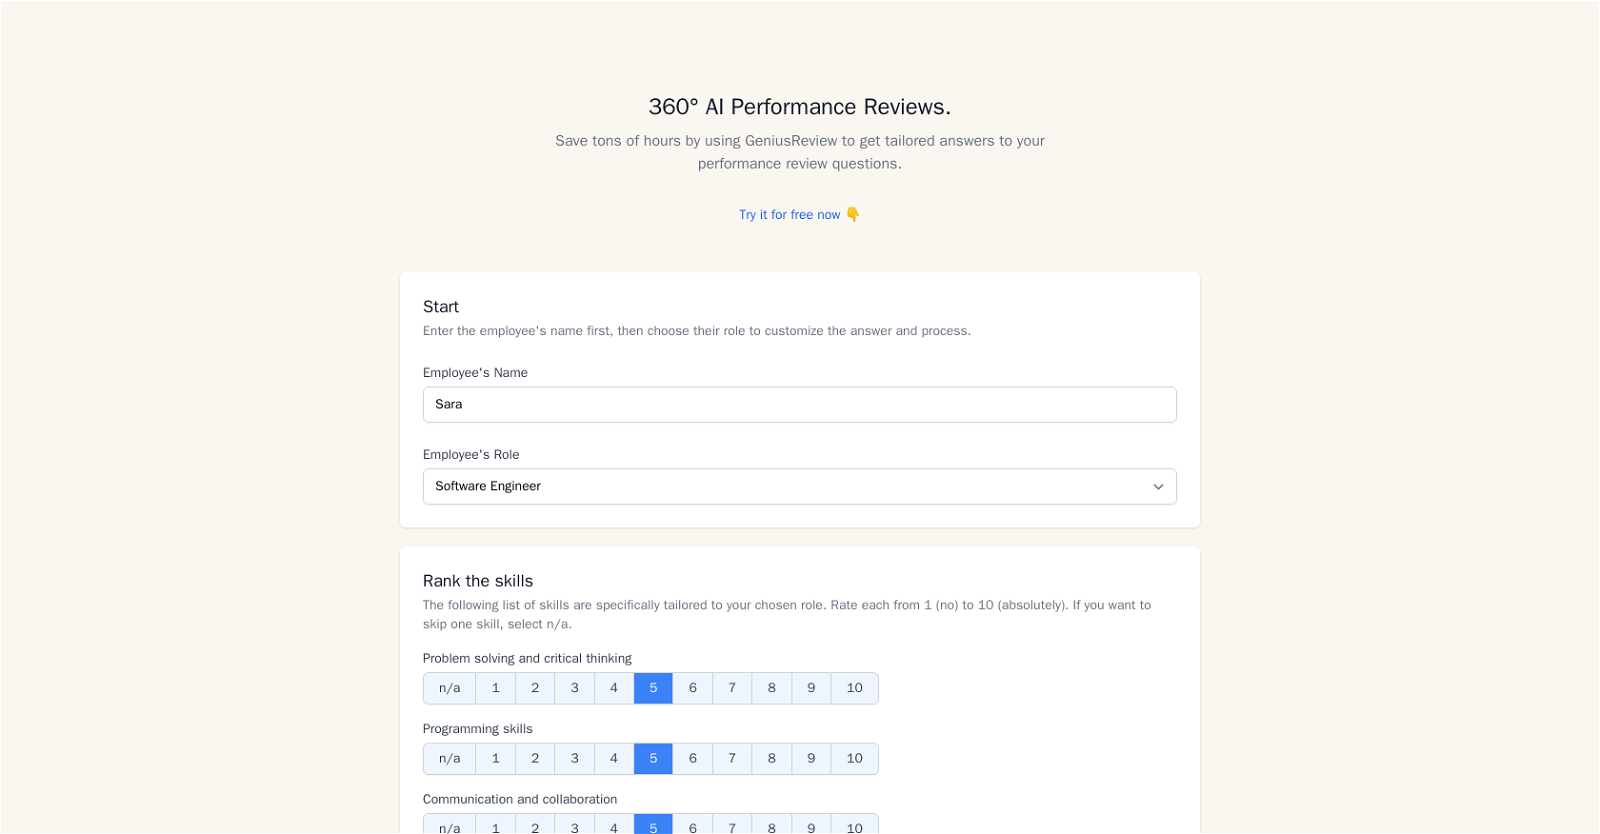 360° AI Performance Reviews.
Save tons of hours by using GeniusReview to get tailored answers to your
performance review questions.
Try it for free now 👇
Start
Enter the employee's name first, then choose their role to customize the answer and process.
Employee's Name
Sara
Employee's Role
Software Engineer
Rank the skills
The following list of skills are specifically tailored to your chosen role. Rate each from 1 (no) to 10 (absolutely). If you want to
skip one skill, select n/a.
Problem solving and critical thinking
n/a 1 2 3 4 5 6 7 8 9 10
Programming skills
n/a 1 2 3 4 5 6 7 8 9 10
Communication and collaboration
n/a 1 2 3 4 5 6 7 8 9 10